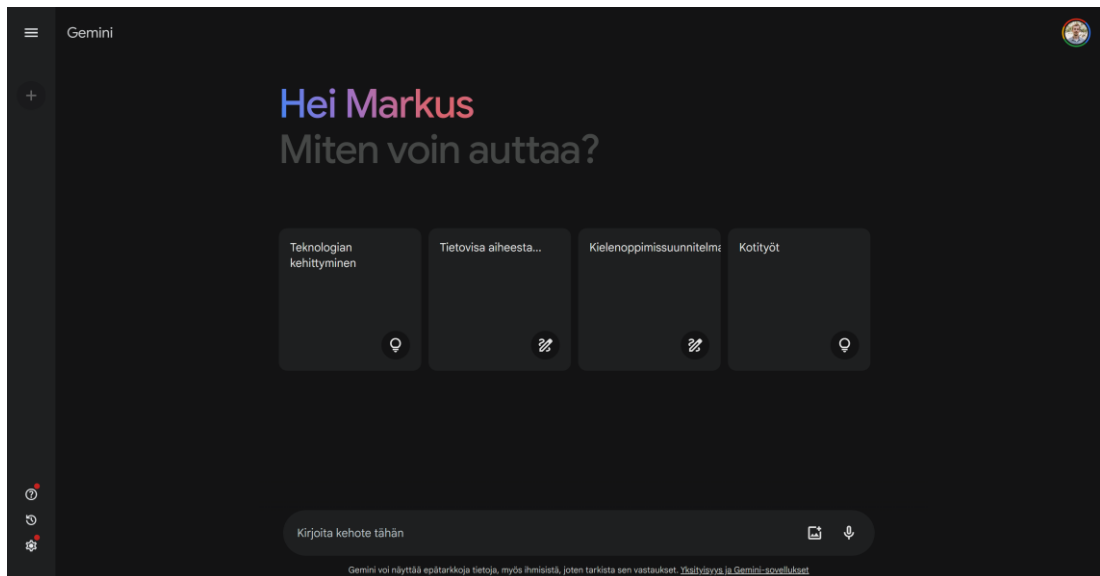 Gemini
Hei Markus
Miten voin auttaa?
Teknologian
kehittyminen
Tietovisa aiheesta...
Kielenoppimissuunnitelma
Kotityöt
Kirjoita kehote tähän
Gemini voi näyttää epätarkkoja tietoja, myös ihmisistä, joten tarkista sen vastaukset. Yksityisyys ja Gemini-sovellukset